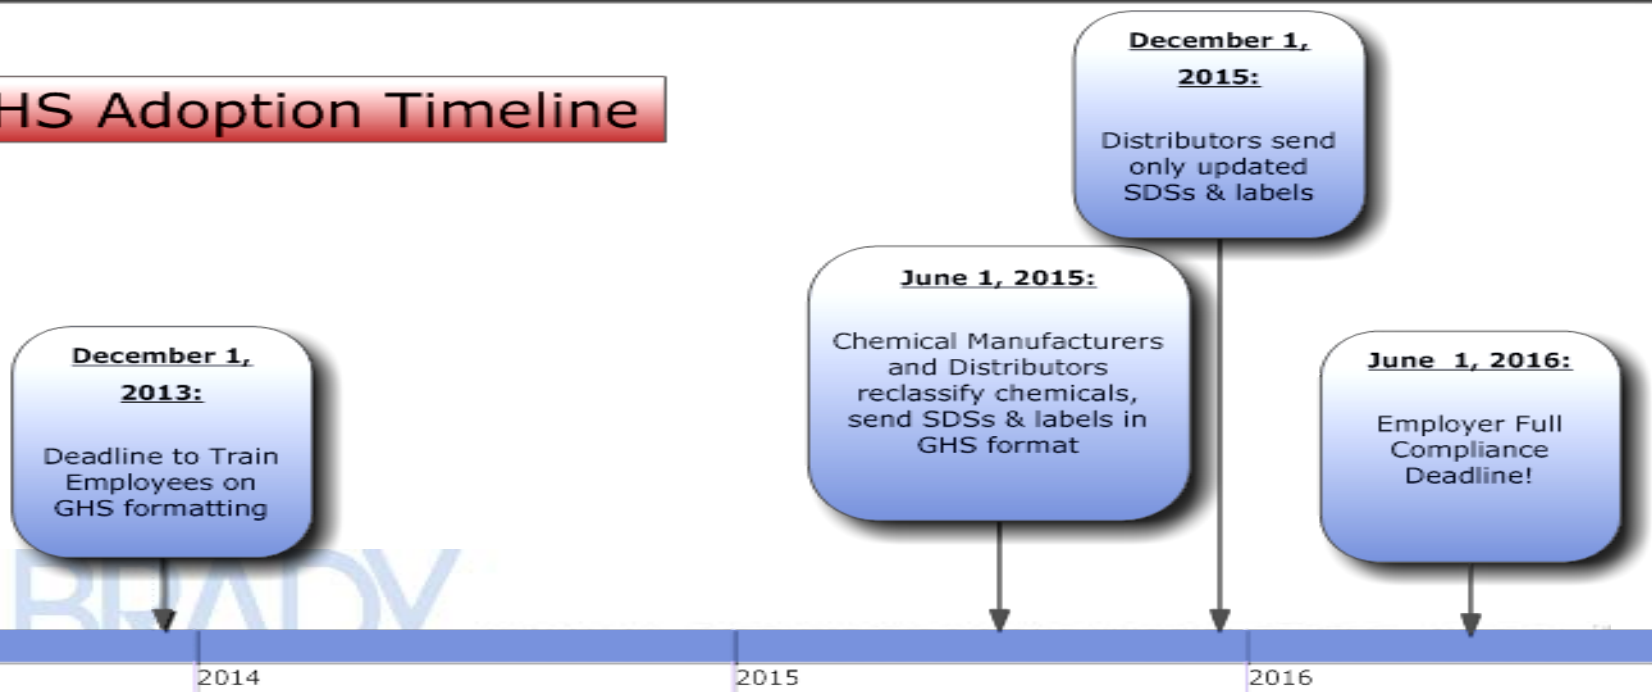 HS Adoption Timeline
December 1,
2015:
Distributors send
only updated
SDSs & labels
June 1, 2015:
Chemical Manufacturers
and Distributors
reclassify chemicals,
send SDSs & labels in
GHS format
December 1,
2013:
Deadline to Train
Employees on
GHS formatting
June  1, 2016:
Employer Full
Compliance
Deadline!
BRADY
2014
2015
2016